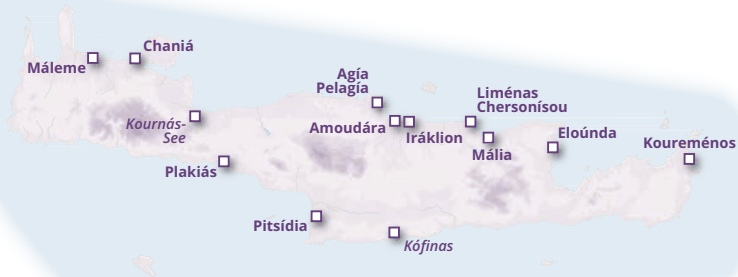 Chaniá
Máleme
Agía
Pelagía
Liménas
Chersonísou
Kournás-
See
Amoudára
Iráklion
Eloúnda
Koureménos
Mália
Plakiás
Pitsídia
Kófinas